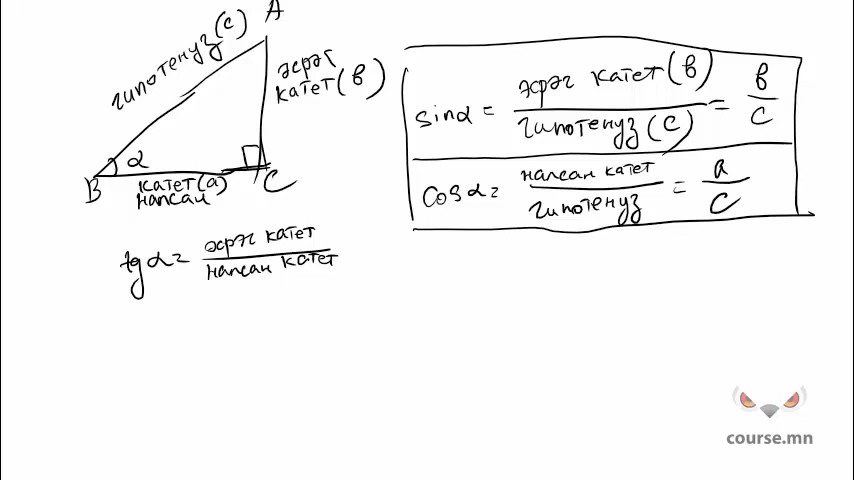 A
гипотенуз(c)
эсрэг
катет(в)
α
B
катет(a)
C
налсан
sinα = эсрэг катет(в) / гипотенуз(c) = в / c
cosα = налсан катет / гипотенуз = a / c
tgα = эсрэг катет / налсан катет
course.mn